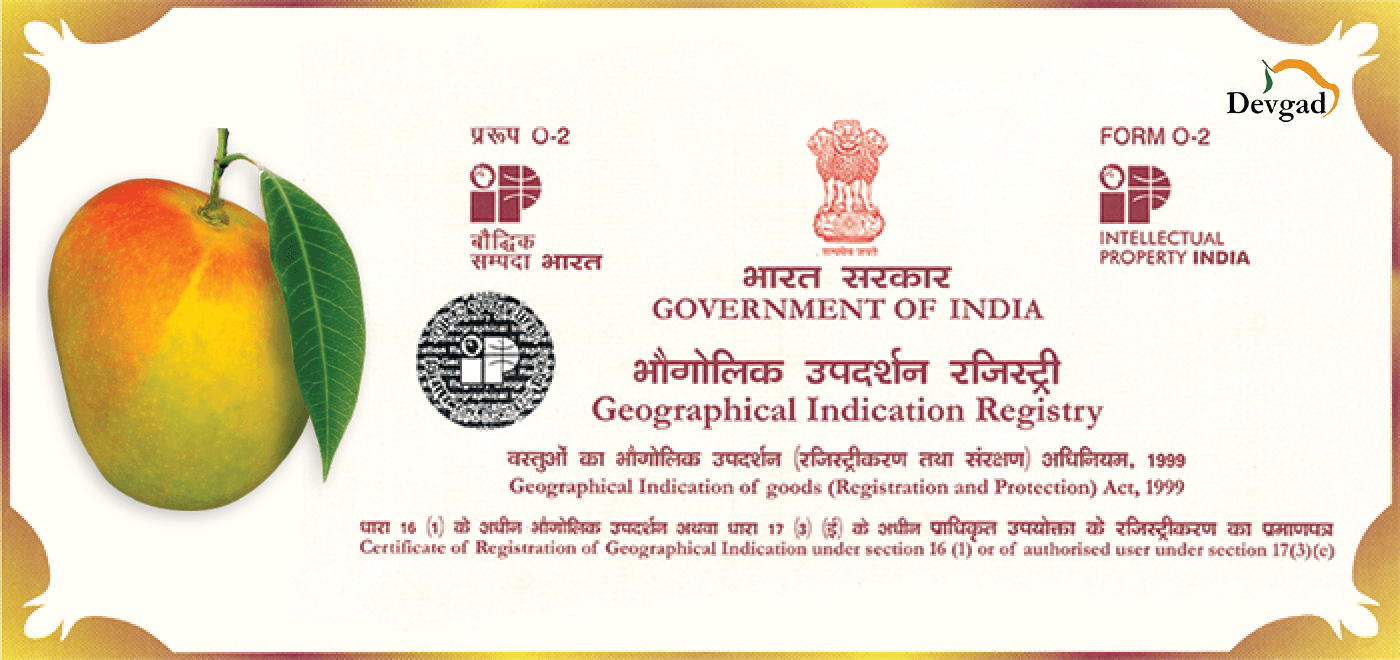 Devgad
प्ररूप O-2
FORM O-2
बौद्धिक
सम्पदा भारत
INTELLECTUAL
PROPERTY INDIA
सत्यमेव जयते
भारत सरकार
GOVERNMENT OF INDIA
भौगोलिक उपदर्शन रजिस्ट्री
Geographical Indication Registry
वस्तुओं का भौगोलिक उपदर्शन (रजिस्ट्रीकरण तथा संरक्षण) अधिनियम, 1999
Geographical Indication of goods (Registration and Protection) Act, 1999
धारा 16 (1) के अधीन भौगोलिक उपदर्शन अथवा धारा 17 (3) (ई) के अधीन प्राधिकृत उपयोक्ता के रजिस्ट्रीकरण का प्रमाणपत्र
Certificate of Registration of Geographical Indication under section 16 (1) or of authorised user under section 17(3)(e)